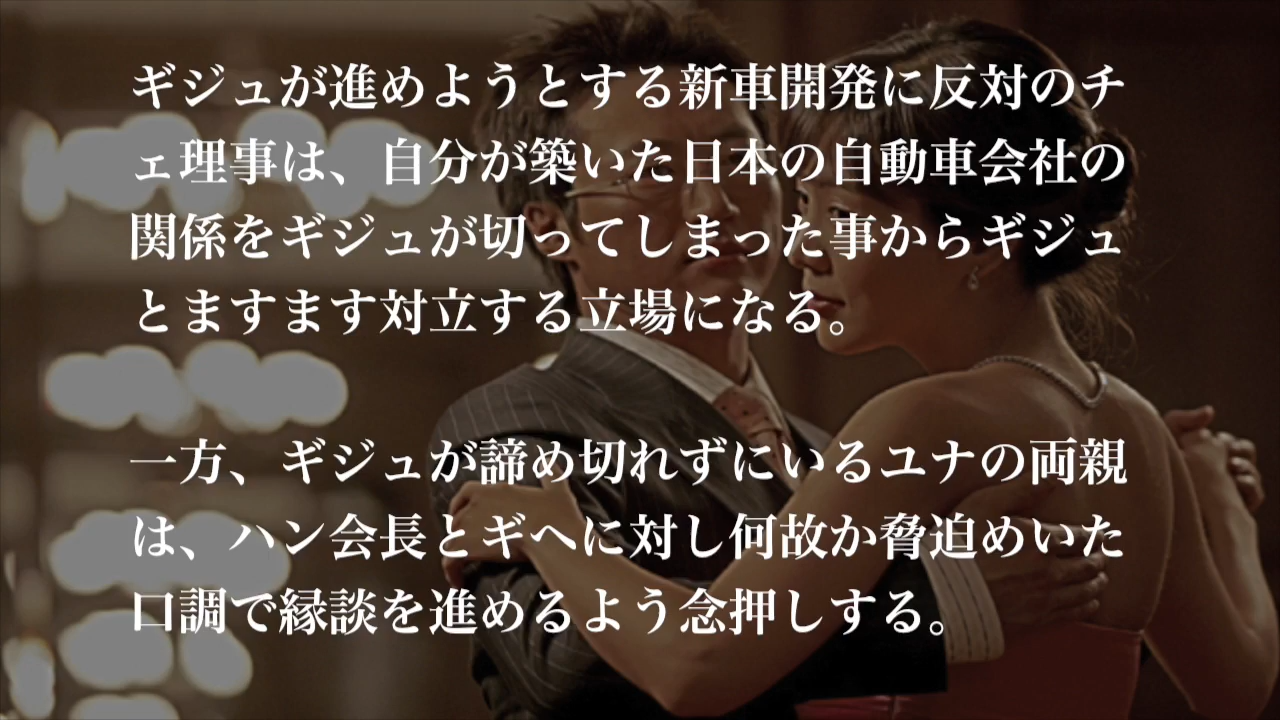 ギジュが進めようとする新車開発に反対のチ
ェ理事は、自分が築いた日本の自動車会社の
関係をギジュが切ってしまった事からギジュ
とますます対立する立場になる。
一方、ギジュが諦め切れずにいるユナの両親
は、ハン会長とギヘに対し何故か脅迫めいた
口調で縁談を進めるよう念押しする。